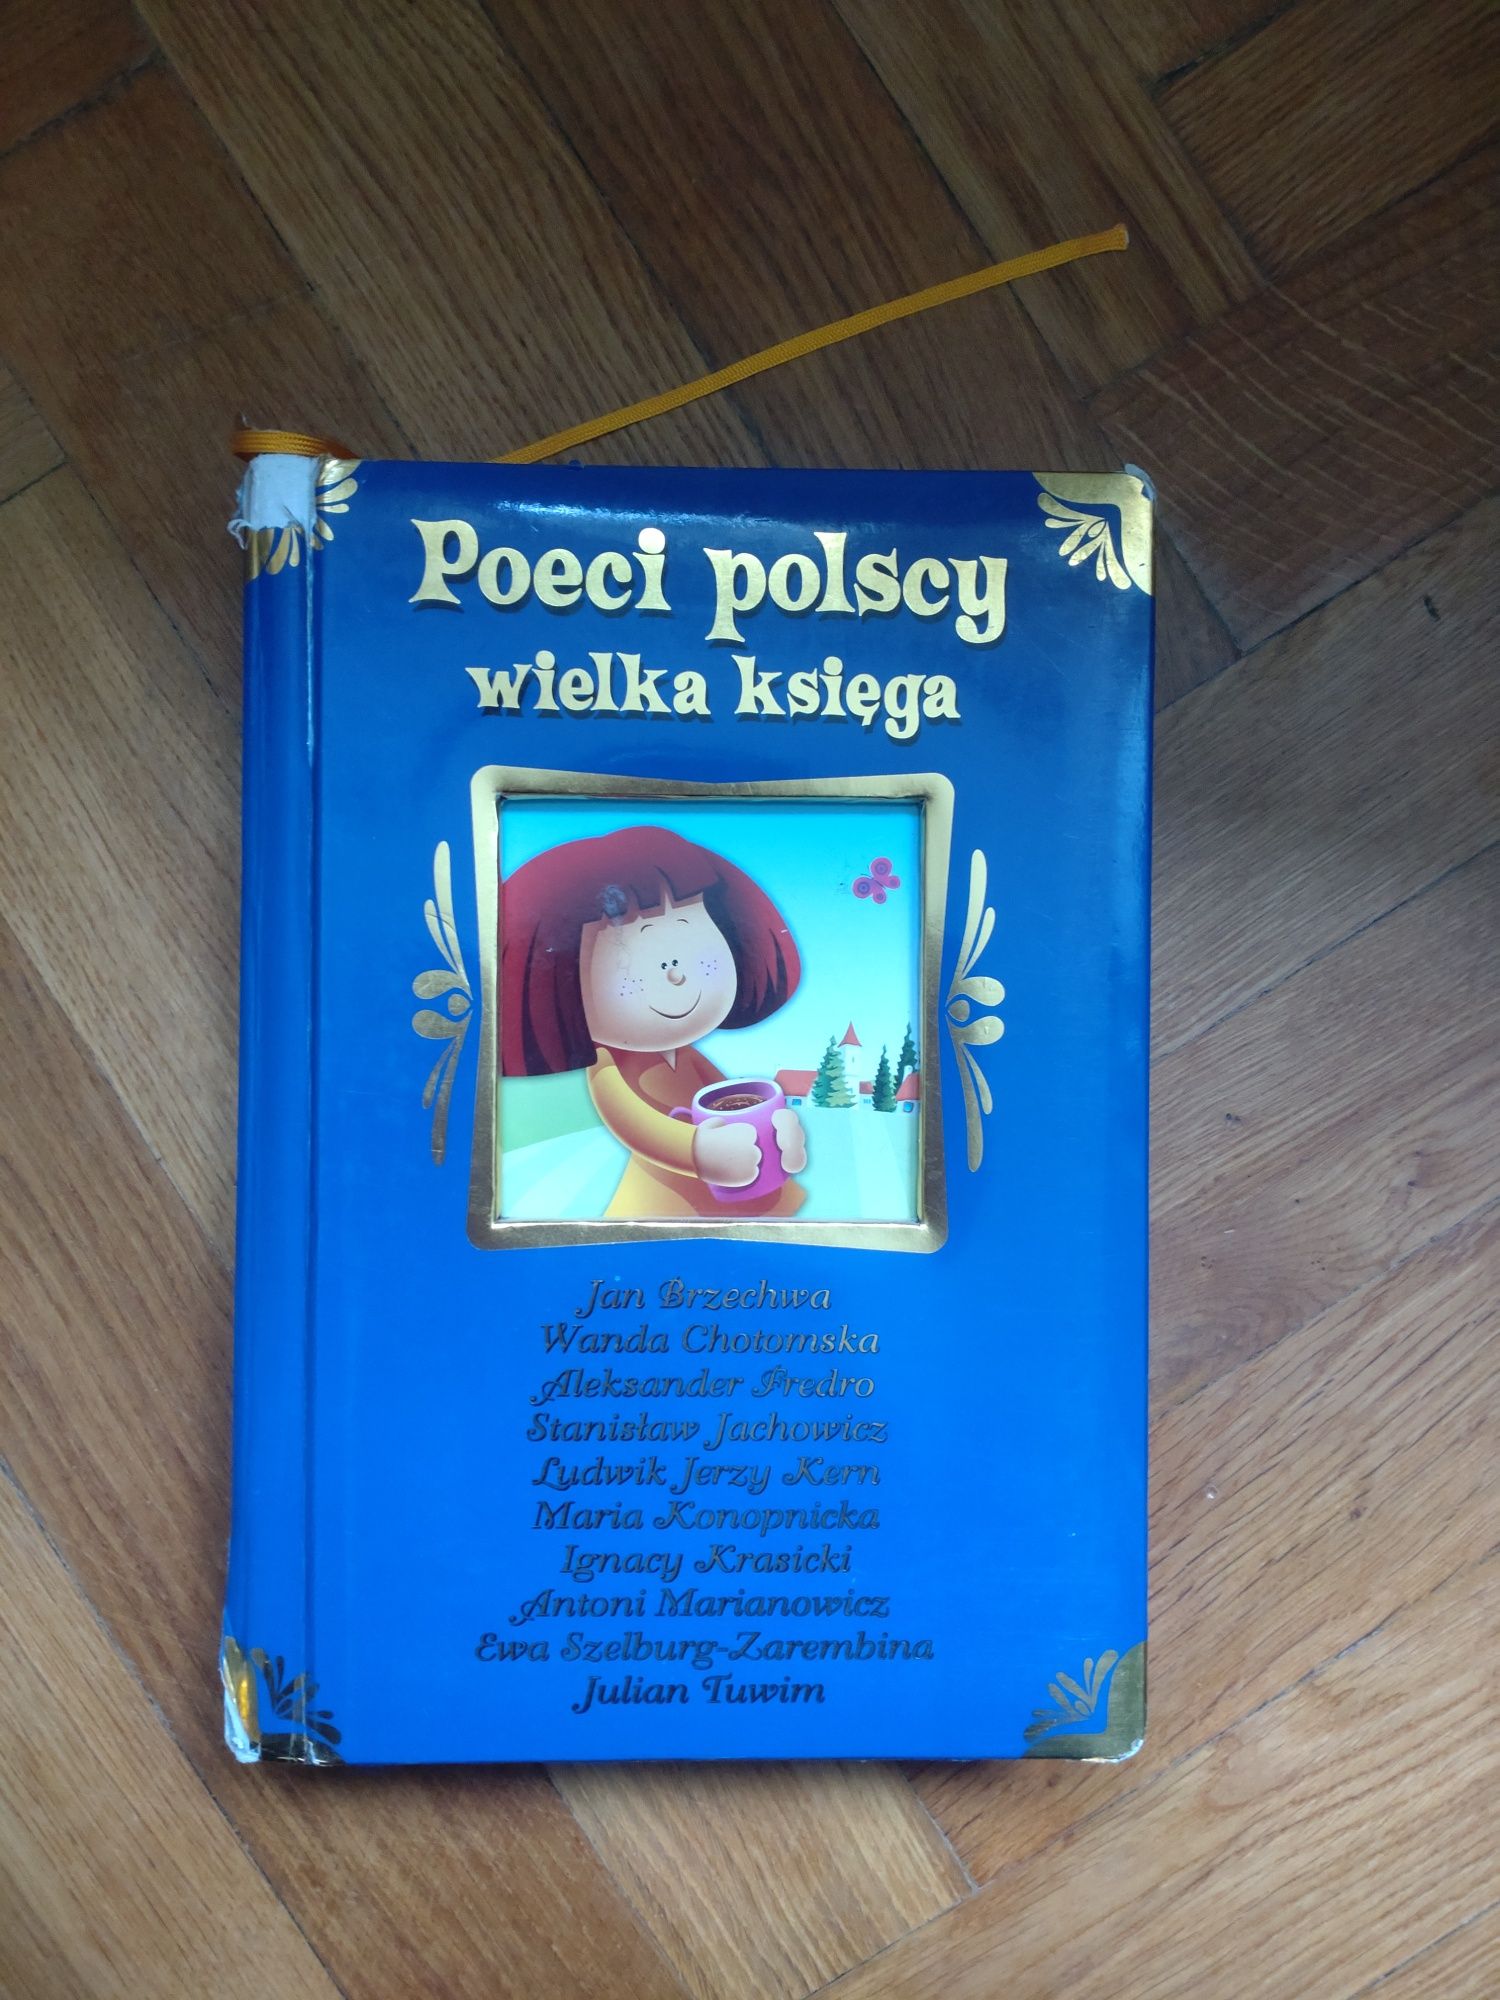 Poeci polscy
wielka księga
Jan Brzechwa
Wanda Chotomska
Aleksander Fredro
Stanisław Jachowicz
Ludwik Jerzy Kern
Maria Konopnicka
Ignacy Krasicki
Antoni Marianowicz
Ewa Szelburg-Zarembina
Julian Tuwim